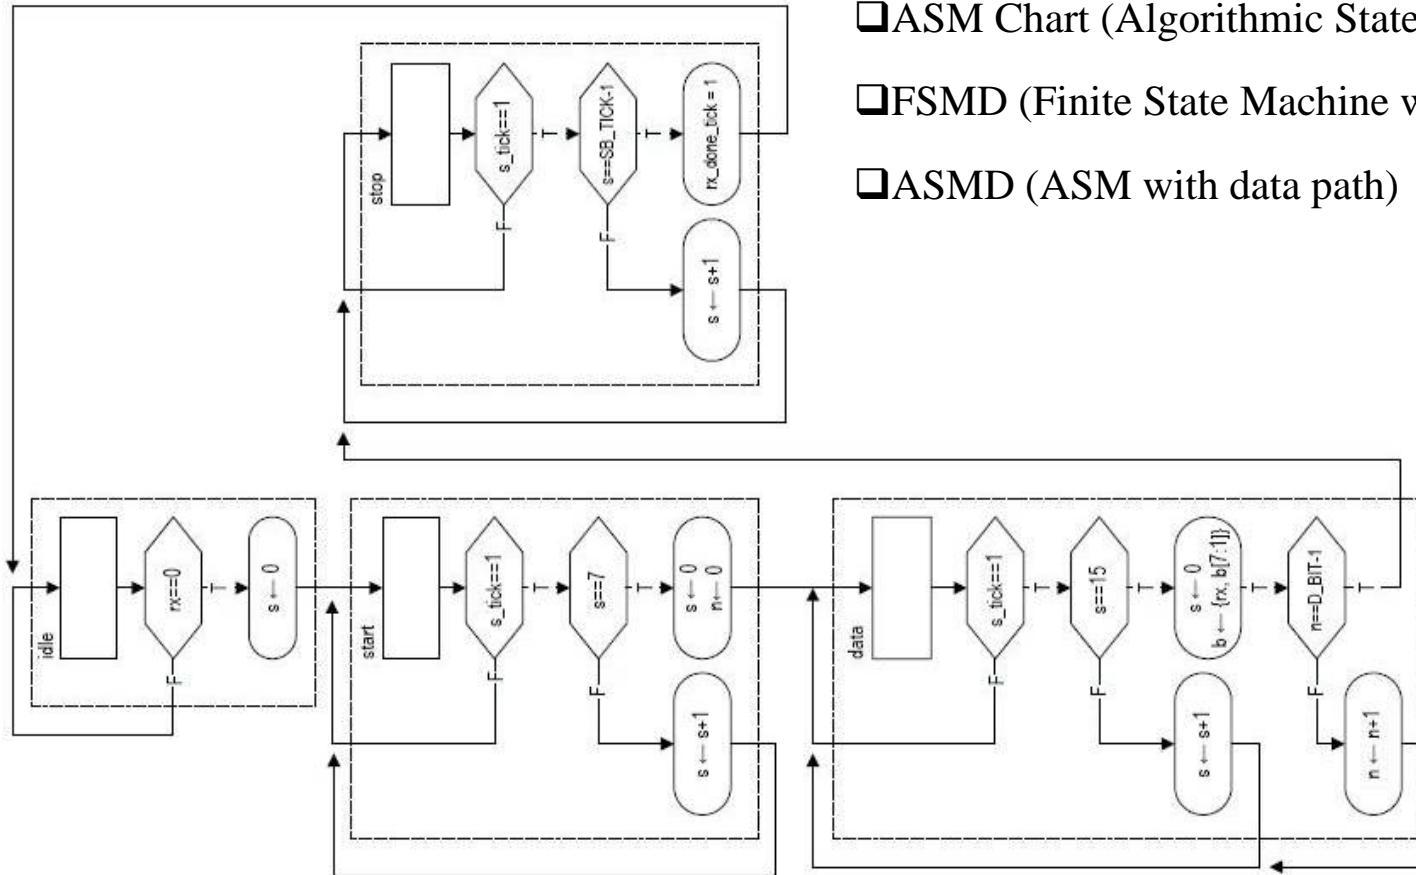 ❑ASM Chart (Algorithmic State
❑FSMD (Finite State Machine w
❑ASMD (ASM with data path)
stop
s_tick==1
F
T
s==SB_TICK-1
F
T
rx_done_tick = 1
s ← s+1
idle
rx==0
F
T
s ← 0
start
s_tick==1
F
T
s==7
F
T
s ← 0
n ← 0
s ← s+1
data
s_tick==1
F
T
s==15
F
T
s ← 0
b ← {rx, b[7:1]}
T
s ← s+1
n==D_BIT-1
F
T
n ← n+1